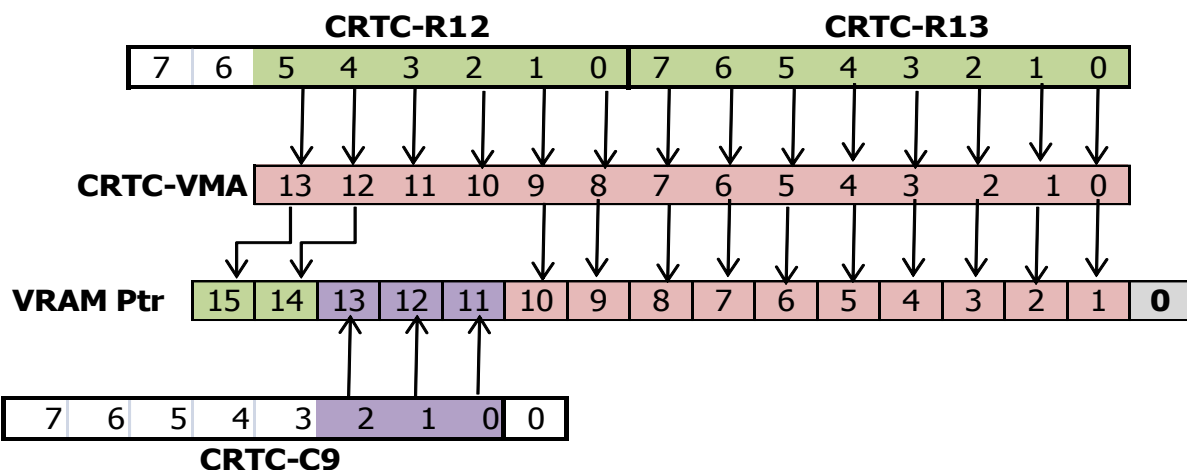 CRTC-R12 CRTC-R13
7 6 5 4 3 2 1 0 7 6 5 4 3 2 1 0
CRTC-VMA 13 12 11 10 9 8 7 6 5 4 3 2 1 0
VRAM Ptr 15 14 13 12 11 10 9 8 7 6 5 4 3 2 1 0
7 6 5 4 3 2 1 0 0
CRTC-C9